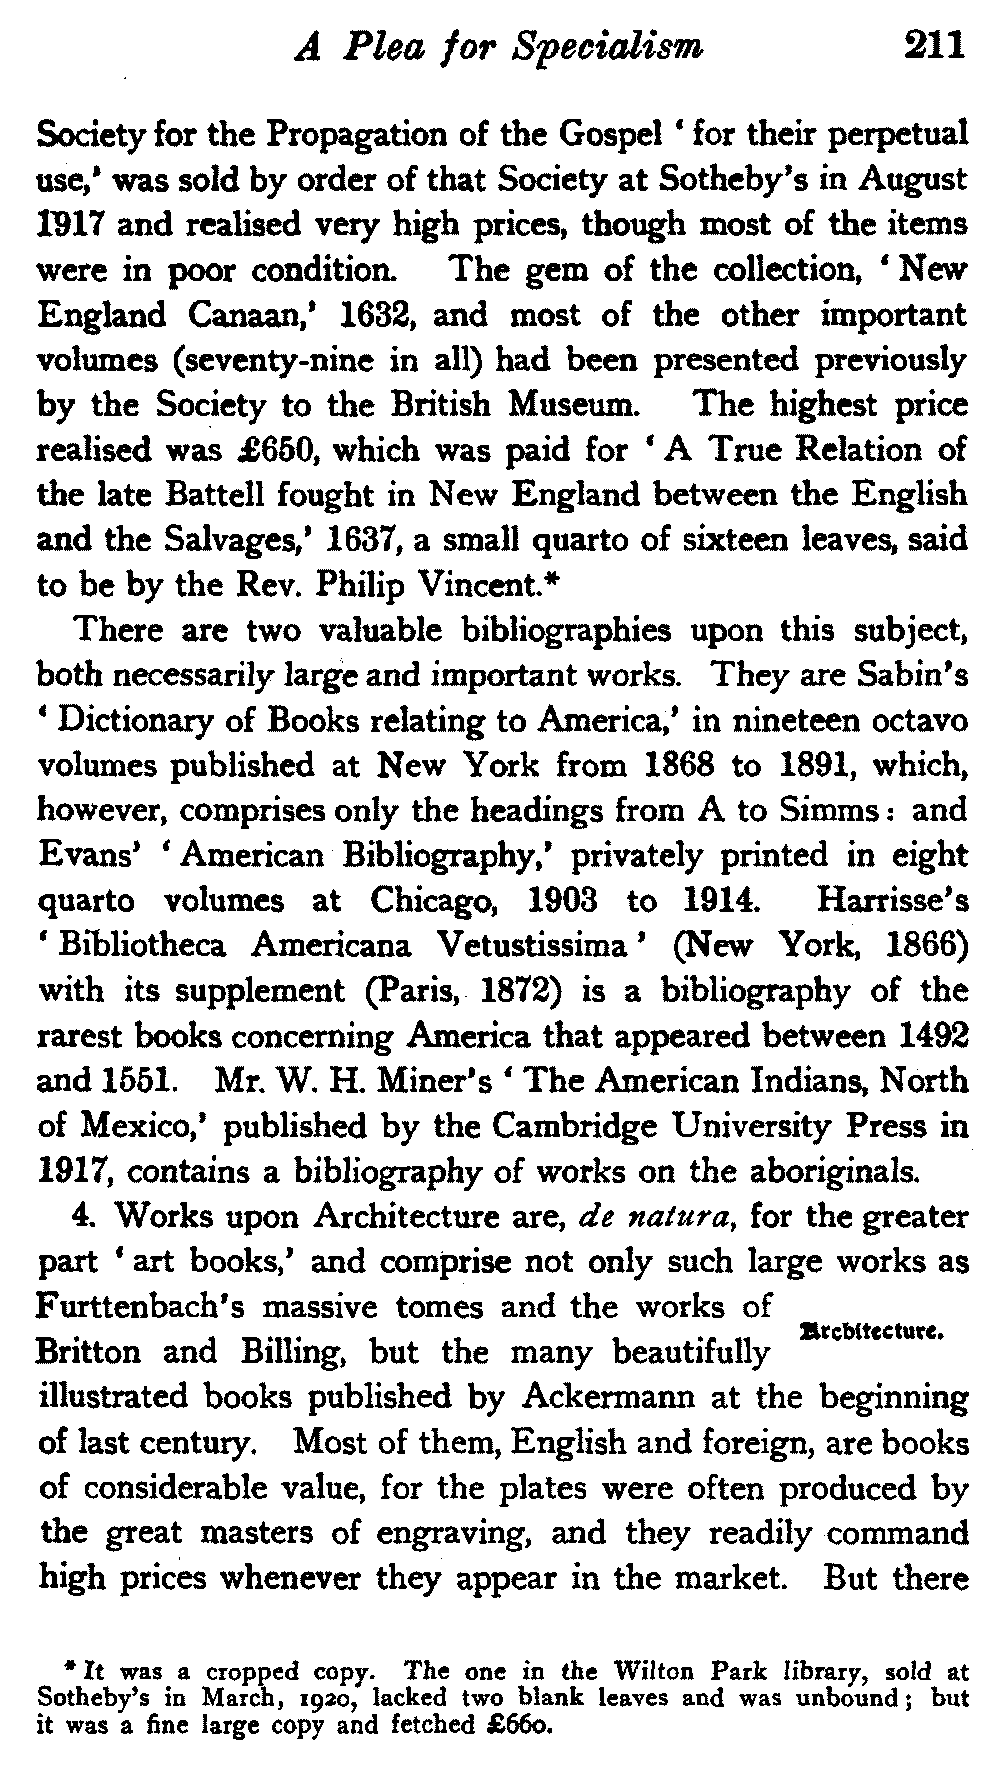 A Plea for Specialism 211
Society for the Propagation of the Gospel ‘ for their perpetual
use,’ was sold by order of that Society at Sotheby’s in August
1917 and realised very high prices, though most of the items
were in poor condition. The gem of the collection, ‘ New
England Canaan,’ 1632, and most of the other important
volumes (seventy-nine in all) had been presented previously
by the Society to the British Museum. The highest price
realised was £650, which was paid for ‘ A True Relation of
the late Battell fought in New England between the English
and the Salvages,’ 1637, a small quarto of sixteen leaves, said
to be by the Rev. Philip Vincent.*
There are two valuable bibliographies upon this subject,
both necessarily large and important works. They are Sabin’s
‘ Dictionary of Books relating to America,’ in nineteen octavo
volumes published at New York from 1868 to 1891, which,
however, comprises only the headings from A to Simms : and
Evans’ ‘ American Bibliography,’ privately printed in eight
quarto volumes at Chicago, 1903 to 1914. Harrisse’s
‘ Bibliotheca Americana Vetustissima ’ (New York, 1866)
with its supplement (Paris, 1872) is a bibliography of the
rarest books concerning America that appeared between 1492
and 1551. Mr. W. H. Miner’s ‘ The American Indians, North
of Mexico,’ published by the Cambridge University Press in
1917, contains a bibliography of works on the aboriginals.
4. Works upon Architecture are, de natura, for the greater
part ‘ art books,’ and comprise not only such large works as
Furttenbach’s massive tomes and the works of
Architecture.
Britton and Billing, but the many beautifully
illustrated books published by Ackermann at the beginning
of last century. Most of them, English and foreign, are books
of considerable value, for the plates were often produced by
the great masters of engraving, and they readily command
high prices whenever they appear in the market. But there
* It was a cropped copy. The one in the Wilton Park library, sold at
Sotheby’s in March, 1920, lacked two blank leaves and was unbound ; but
it was a fine large copy and fetched £660.